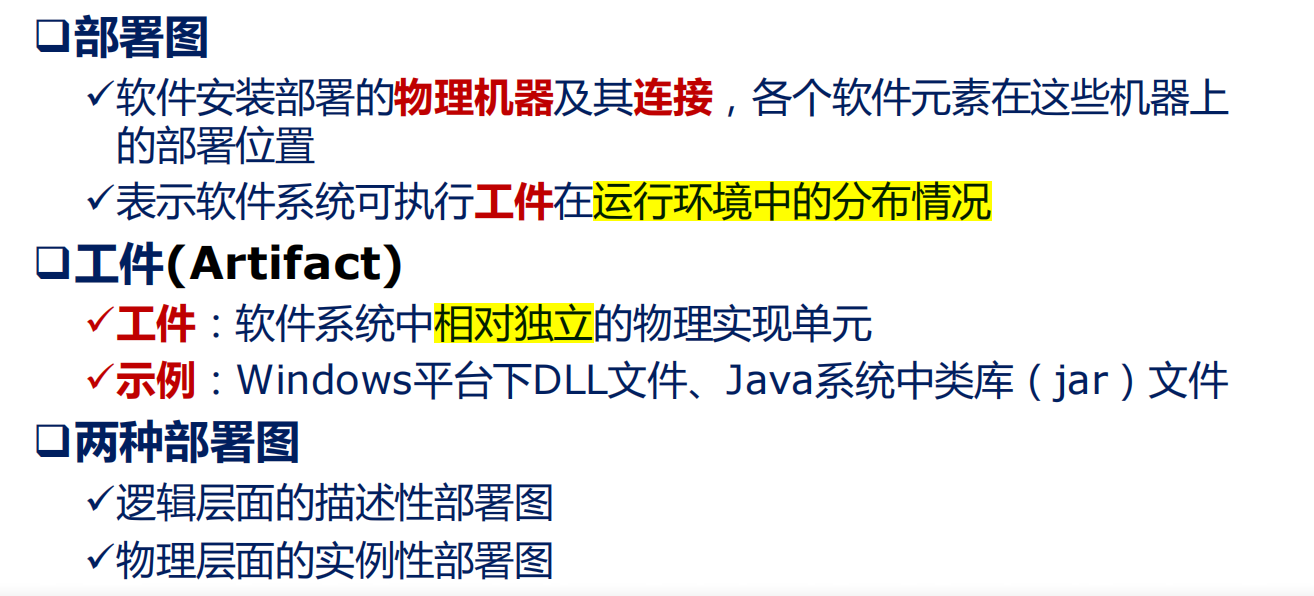 ❑部署图
✓软件安装部署的物理机器及其连接，各个软件元素在这些机器上
的部署位置
✓表示软件系统可执行工件在运行环境中的分布情况
❑工件(Artifact)
✓工件：软件系统中相对独立的物理实现单元
✓示例：Windows平台下DLL文件、Java系统中类库（jar）文件
❑两种部署图
✓逻辑层面的描述性部署图
✓物理层面的实例性部署图